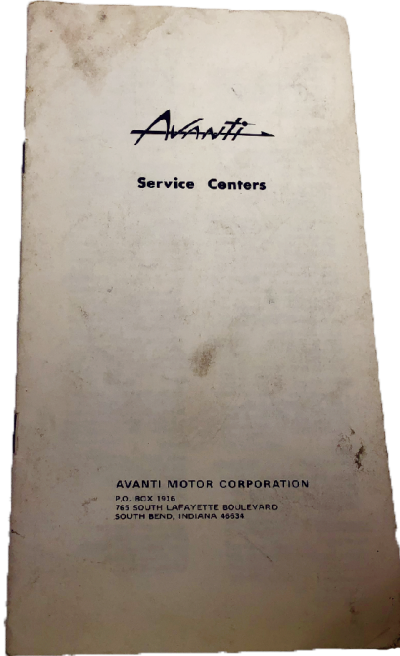 Avanti
Service Centers
AVANTI MOTOR CORPORATION
P.O. BOX 1916
765 SOUTH LAFAYETTE BOULEVARD
SOUTH BEND, INDIANA 46634